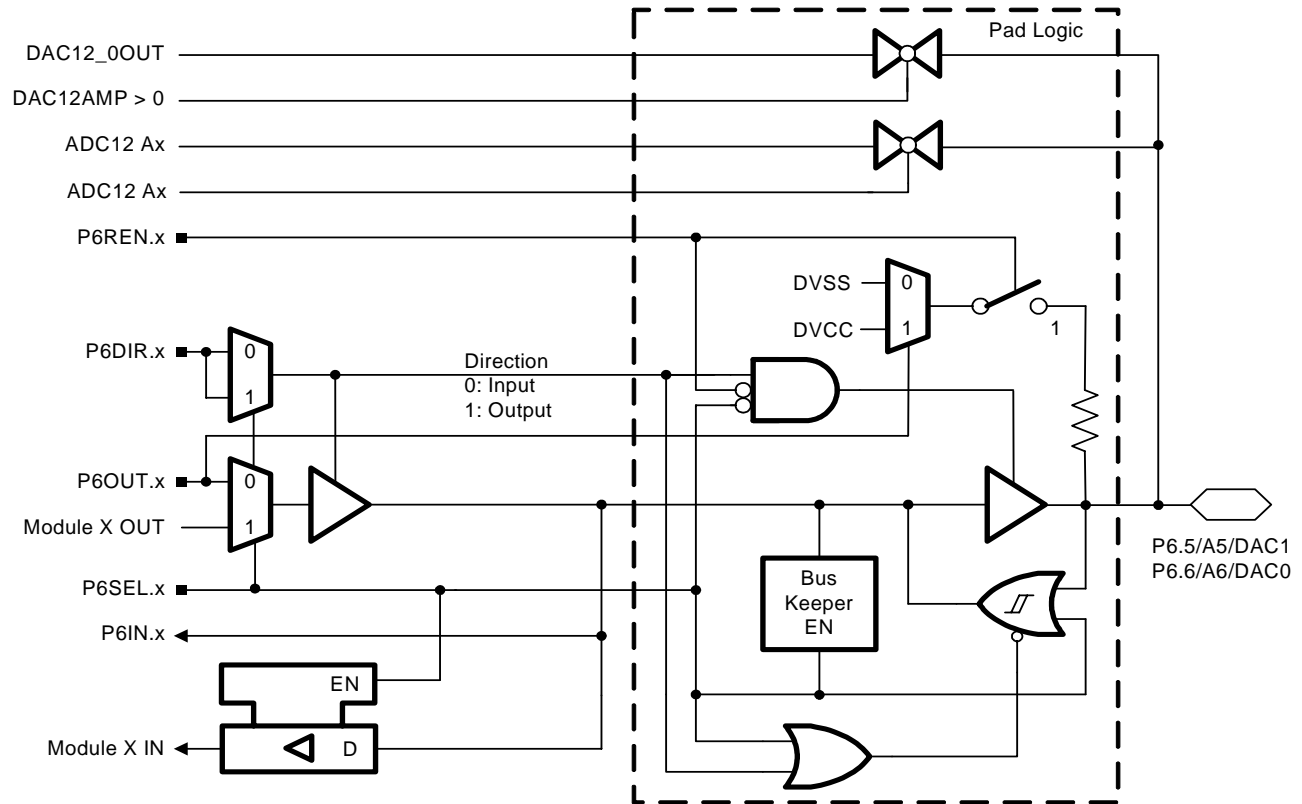 Pad Logic
DAC12_0OUT
DAC12AMP > 0
ADC12 Ax
ADC12 Ax
P6REN.x
DVSS
0
DVCC
1
1
P6DIR.x
0
1
Direction
0: Input
1: Output
P6OUT.x
0
Module X OUT
1
P6.5/A5/DAC1
P6.6/A6/DAC0
P6SEL.x
Bus
Keeper
EN
P6IN.x
EN
Module X IN
D